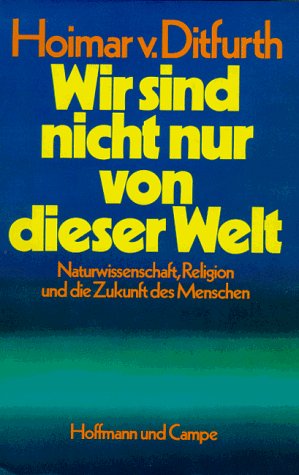 Hoimar v. Ditfurth
Wir sind
nicht nur
von
dieser Welt
Naturwissenschaft, Religion
und die Zukunft des Menschen
Hoffmann und Campe